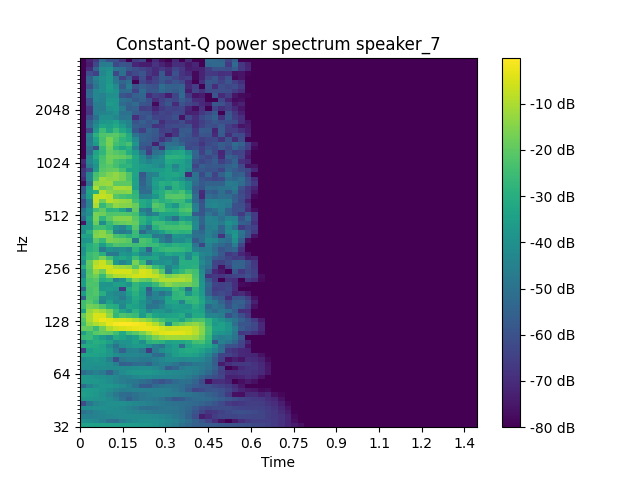 Constant-Q power spectrum speaker_7
Hz
2048
1024
512
256
128
64
32
0 0.15 0.3 0.45 0.6 0.75 0.9 1.1 1.2 1.4
Time
-10 dB
-20 dB
-30 dB
-40 dB
-50 dB
-60 dB
-70 dB
-80 dB